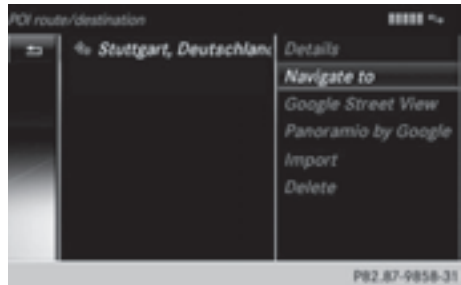 POI route/destination
Stuttgart, Deutschlan
Details
Navigate to
Google Street View
Panoramio by Google
Import
Delete
P82.87-9858-31